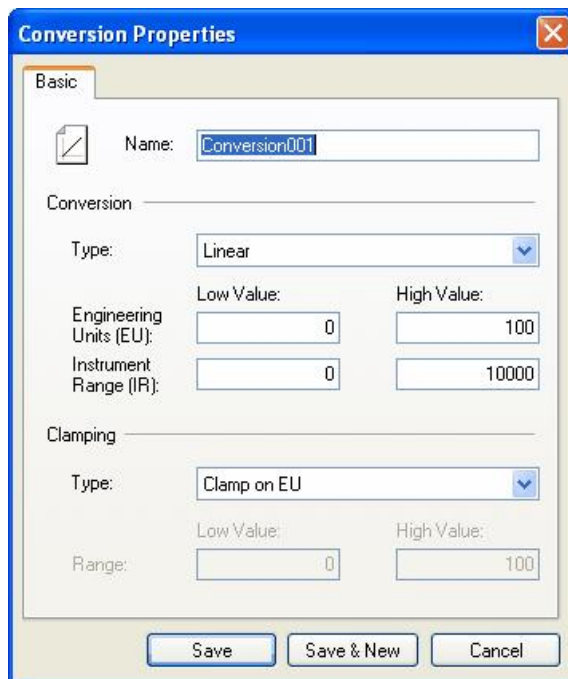 Conversion Properties
Basic
Name: Conversion001
Conversion
Type: Linear
Low Value: High Value:
Engineering
Units (EU): 0 100
Instrument
Range (IR): 0 10000
Clamping
Type: Clamp on EU
Low Value: High Value:
Range: 0 100
Save Save & New Cancel